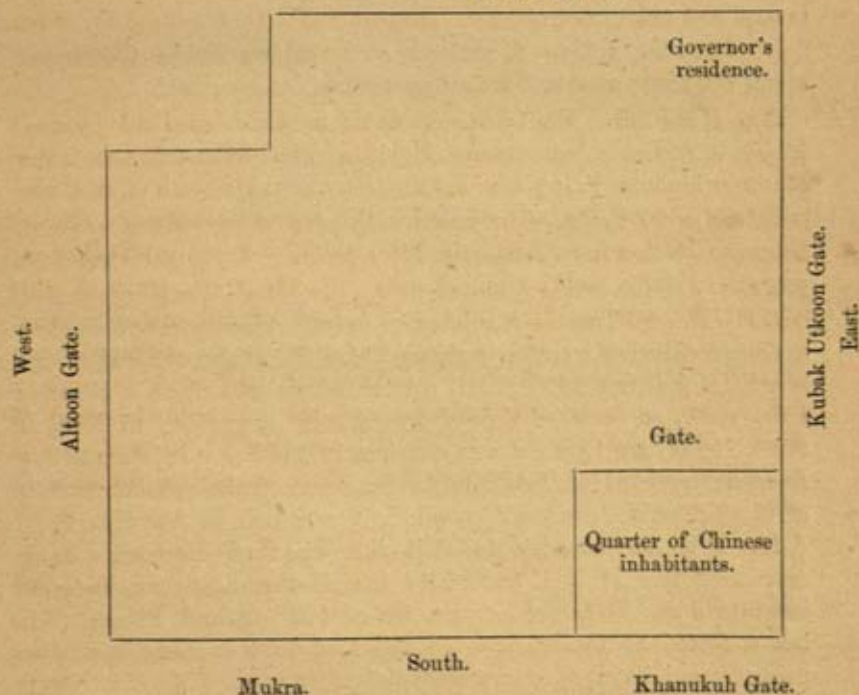 Governor's
residence.
West.
Altoon Gate.
Kubak Utkoon Gate.
East.
Gate.
Quarter of Chinese
inhabitants.
South.
Mukra.
Khanukuh Gate.